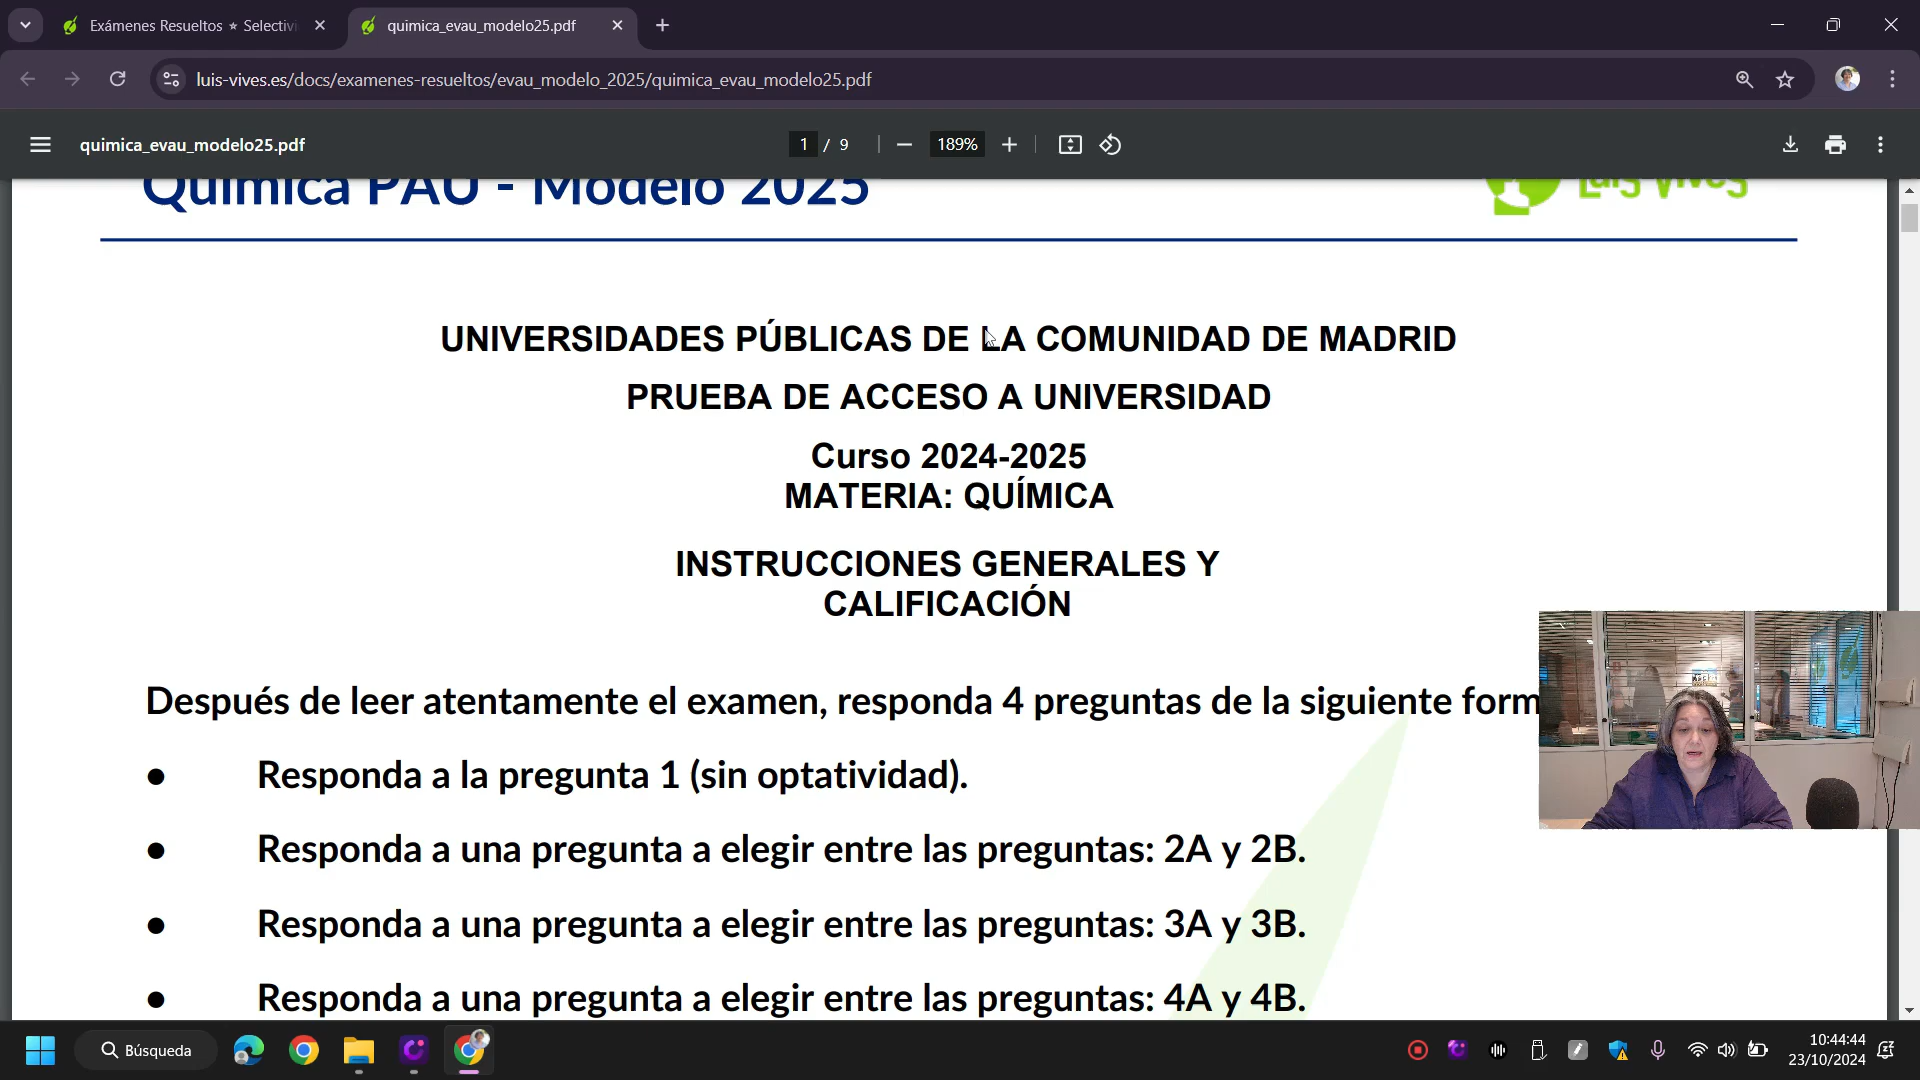 Exámenes Resueltos ★ Selectivi
quimica_evau_modelo25.pdf
luis-vives.es/docs/examenes-resueltos/evau_modelo_2025/quimica_evau_modelo25.pdf
quimica_evau_modelo25.pdf
1 / 9
189%
Química PAU - Modelo 2025
Luis Vives
UNIVERSIDADES PÚBLICAS DE LA COMUNIDAD DE MADRID
PRUEBA DE ACCESO A UNIVERSIDAD
Curso 2024-2025
MATERIA: QUÍMICA
INSTRUCCIONES GENERALES Y
CALIFICACIÓN
Después de leer atentamente el examen, responda 4 preguntas de la siguiente form
● Responda a la pregunta 1 (sin optatividad).
● Responda a una pregunta a elegir entre las preguntas: 2A y 2B.
● Responda a una pregunta a elegir entre las preguntas: 3A y 3B.
● Responda a una pregunta a elegir entre las preguntas: 4A y 4B.
Búsqueda
10:44:44
23/10/2024